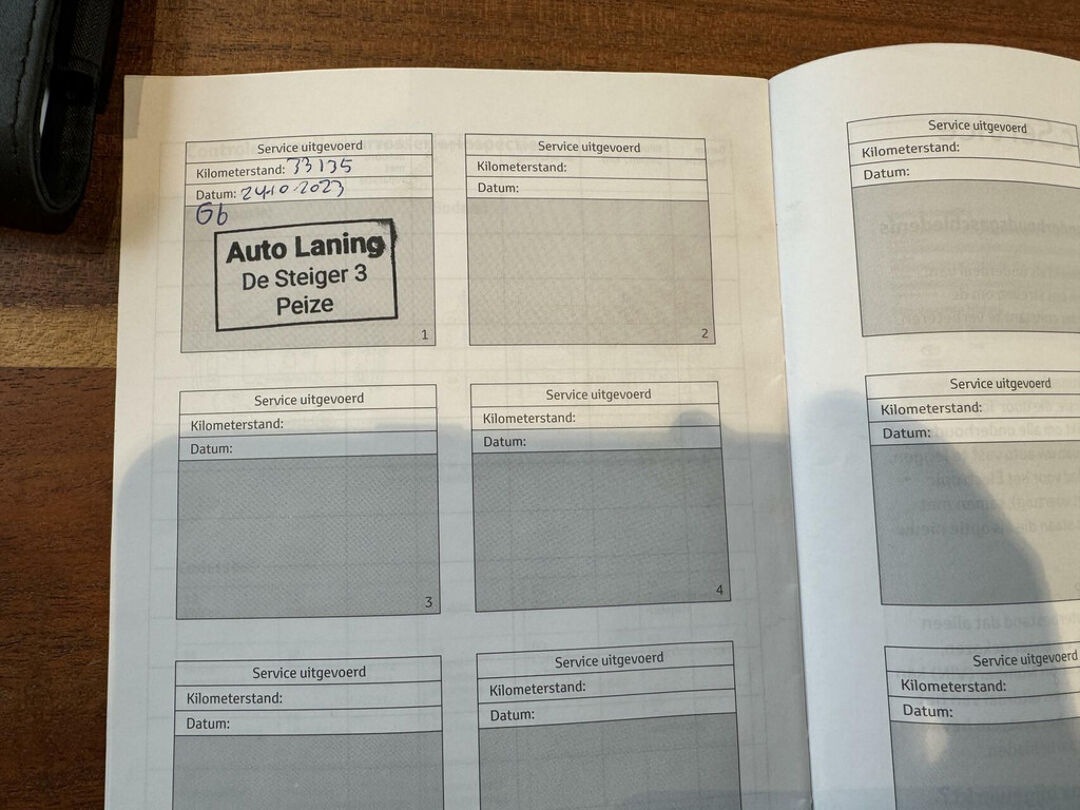 Service uitgevoerd
Kilometerstand: 33135
Datum: 24-10-2023
Gb
Auto Laning
De Steiger 3
Peize
1
Service uitgevoerd
Kilometerstand:
Datum:
2
Service uitgevoerd
Kilometerstand:
Datum:
3
Service uitgevoerd
Kilometerstand:
Datum:
4
Service uitgevoerd
Kilometerstand:
Datum:
Service uitgevoerd
Kilometerstand:
Datum:
Service uitgevoerd
Kilometerstand:
Datum:
Service uitgevoerd
Kilometerstand:
Datum:
Service uitgevoerd
Kilometerstand:
Datum: